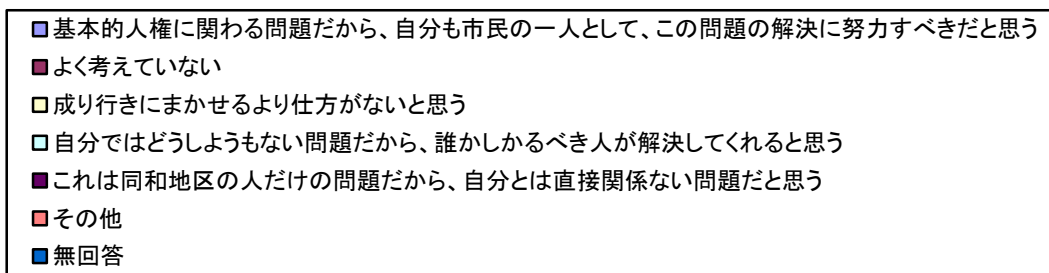 基本的人権に関わる問題だから、自分も市民の一人として、この問題の解決に努力すべきだと思う
よく考えていない
成り行きにまかせるより仕方がないと思う
自分ではどうしようもない問題だから、誰かしかるべき人が解決してくれると思う
これは同和地区の人だけの問題だから、自分とは直接関係ない問題だと思う
その他
無回答